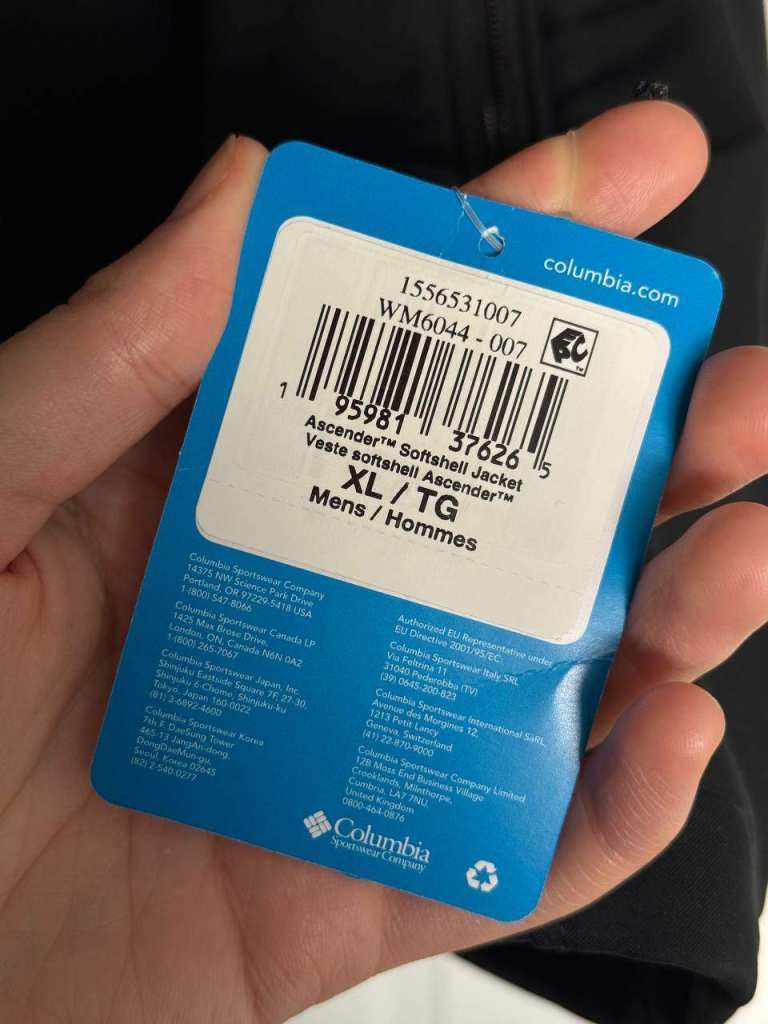 columbia.com
1556531007
WM6044 - 007
1 95981 37626 5
Ascender™ Softshell Jacket
Veste softshell Ascender™
XL / TG
Mens / Hommes
Columbia Sportswear Company
14375 NW Science Park Drive
Portland, OR 97229-5418 USA
1-(800) 547-8066
Columbia Sportswear Canada LP
1425 Max Brose Drive,
London, ON, Canada N6N 0A2
1-(800) 265-7067
Columbia Sportswear Japan, Inc.
Shinjuku Eastside Square 7F, 27-30,
Shinjuku 6-Chome, Shinjuku-ku
Tokyo, Japan 160-0022
(81) 3-6892-4600
Columbia Sportswear Korea
7th F. DaeSung Tower
465-13 JangAn-dong,
DongDaeMun-gu,
Seoul, Korea 02645
(82) 2-540-0277
Authorized EU Representative under
EU Directive 2001/95/EC:
Columbia Sportswear Italy SRL
Via Feltrina 11
31040 Pederobba (TV)
(39) 0645-200-823
Columbia Sportswear International SàRL
Avenue des Morgines 12,
1213 Petit Lancy
Geneva, Switzerland
(41) 22-870-9000
Columbia Sportswear Company Limited
12B Moss End Business Village
Crooklands, Milnthorpe,
Cumbria, LA7 7NU,
United Kingdom
0800-464-0876
Columbia
Sportswear Company